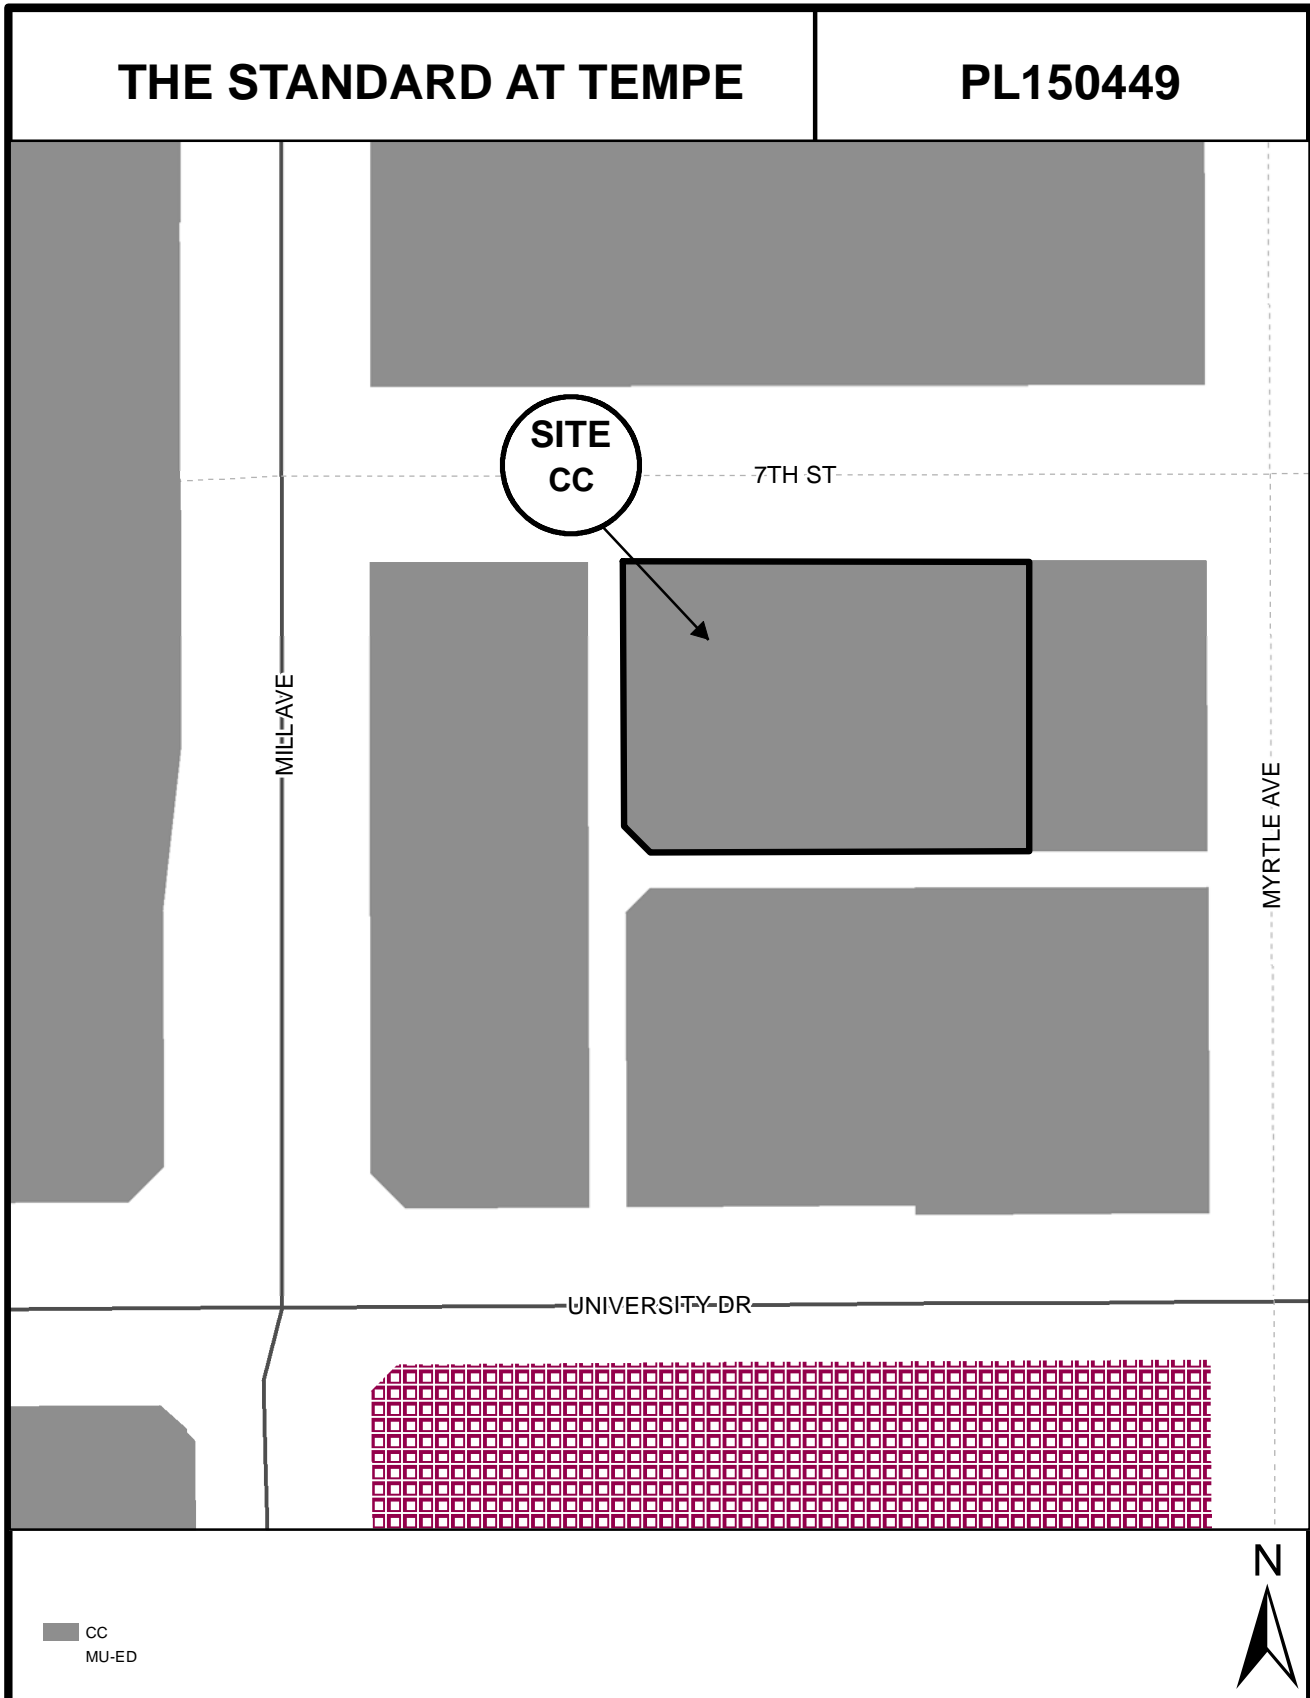 THE STANDARD AT TEMPE
PL150449
SITE
CC
7TH ST
MILL AVE
MYRTLE AVE
UNIVERSITY DR
N
CC
MU-ED